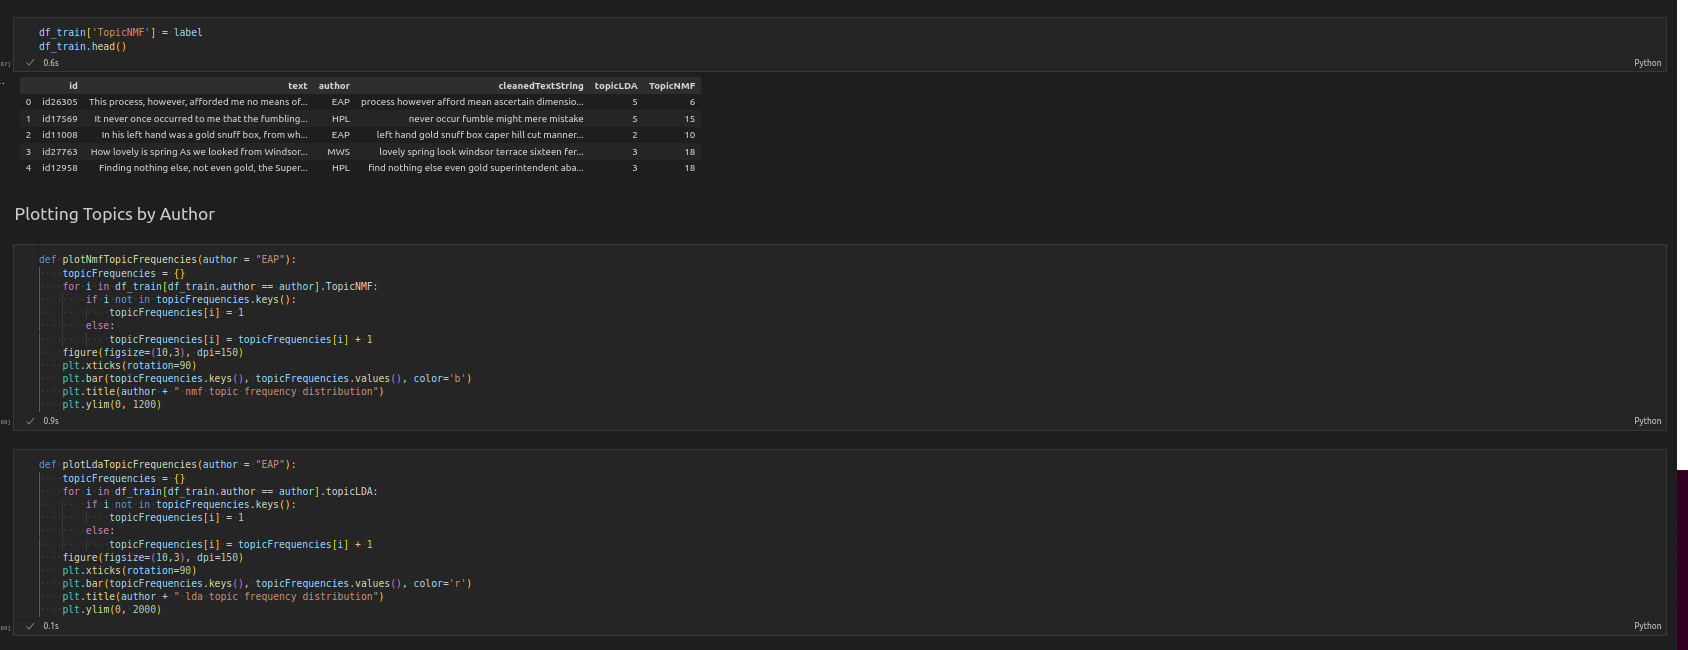 df_train['TopicNMF'] = label
df_train.head()
0.6s
Python
id text author cleanedTextString topicLDA TopicNMF
0 id26305 This process, however, afforded me no means of... EAP process however afford mean ascertain dimensio... 5 6
1 id17569 It never once occurred to me that the fumbling... HPL never occur fumble might mere mistake 5 15
2 id11008 In his left hand was a gold snuff box, from wh... EAP left hand gold snuff box caper hill cut manner... 2 10
3 id27763 How lovely is spring As we looked from Windsor... MWS lovely spring look windsor terrace sixteen fer... 3 18
4 id12958 Finding nothing else, not even gold, the Super... HPL find nothing else even gold superintendent aba... 3 18
Plotting Topics by Author
def plotNmfTopicFrequencies(author = "EAP"):
topicFrequencies = {}
for i in df_train[df_train.author == author].TopicNMF:
if i not in topicFrequencies.keys():
topicFrequencies[i] = 1
else:
topicFrequencies[i] = topicFrequencies[i] + 1
figure(figsize=(10,3), dpi=150)
plt.xticks(rotation=90)
plt.bar(topicFrequencies.keys(), topicFrequencies.values(), color='b')
plt.title(author + " nmf topic frequency distribution")
plt.ylim(0, 1200)
0.9s
Python
def plotLdaTopicFrequencies(author = "EAP"):
topicFrequencies = {}
for i in df_train[df_train.author == author].topicLDA:
if i not in topicFrequencies.keys():
topicFrequencies[i] = 1
else:
topicFrequencies[i] = topicFrequencies[i] + 1
figure(figsize=(10,3), dpi=150)
plt.xticks(rotation=90)
plt.bar(topicFrequencies.keys(), topicFrequencies.values(), color='r')
plt.title(author + " lda topic frequency distribution")
plt.ylim(0, 2000)
0.1s
Python